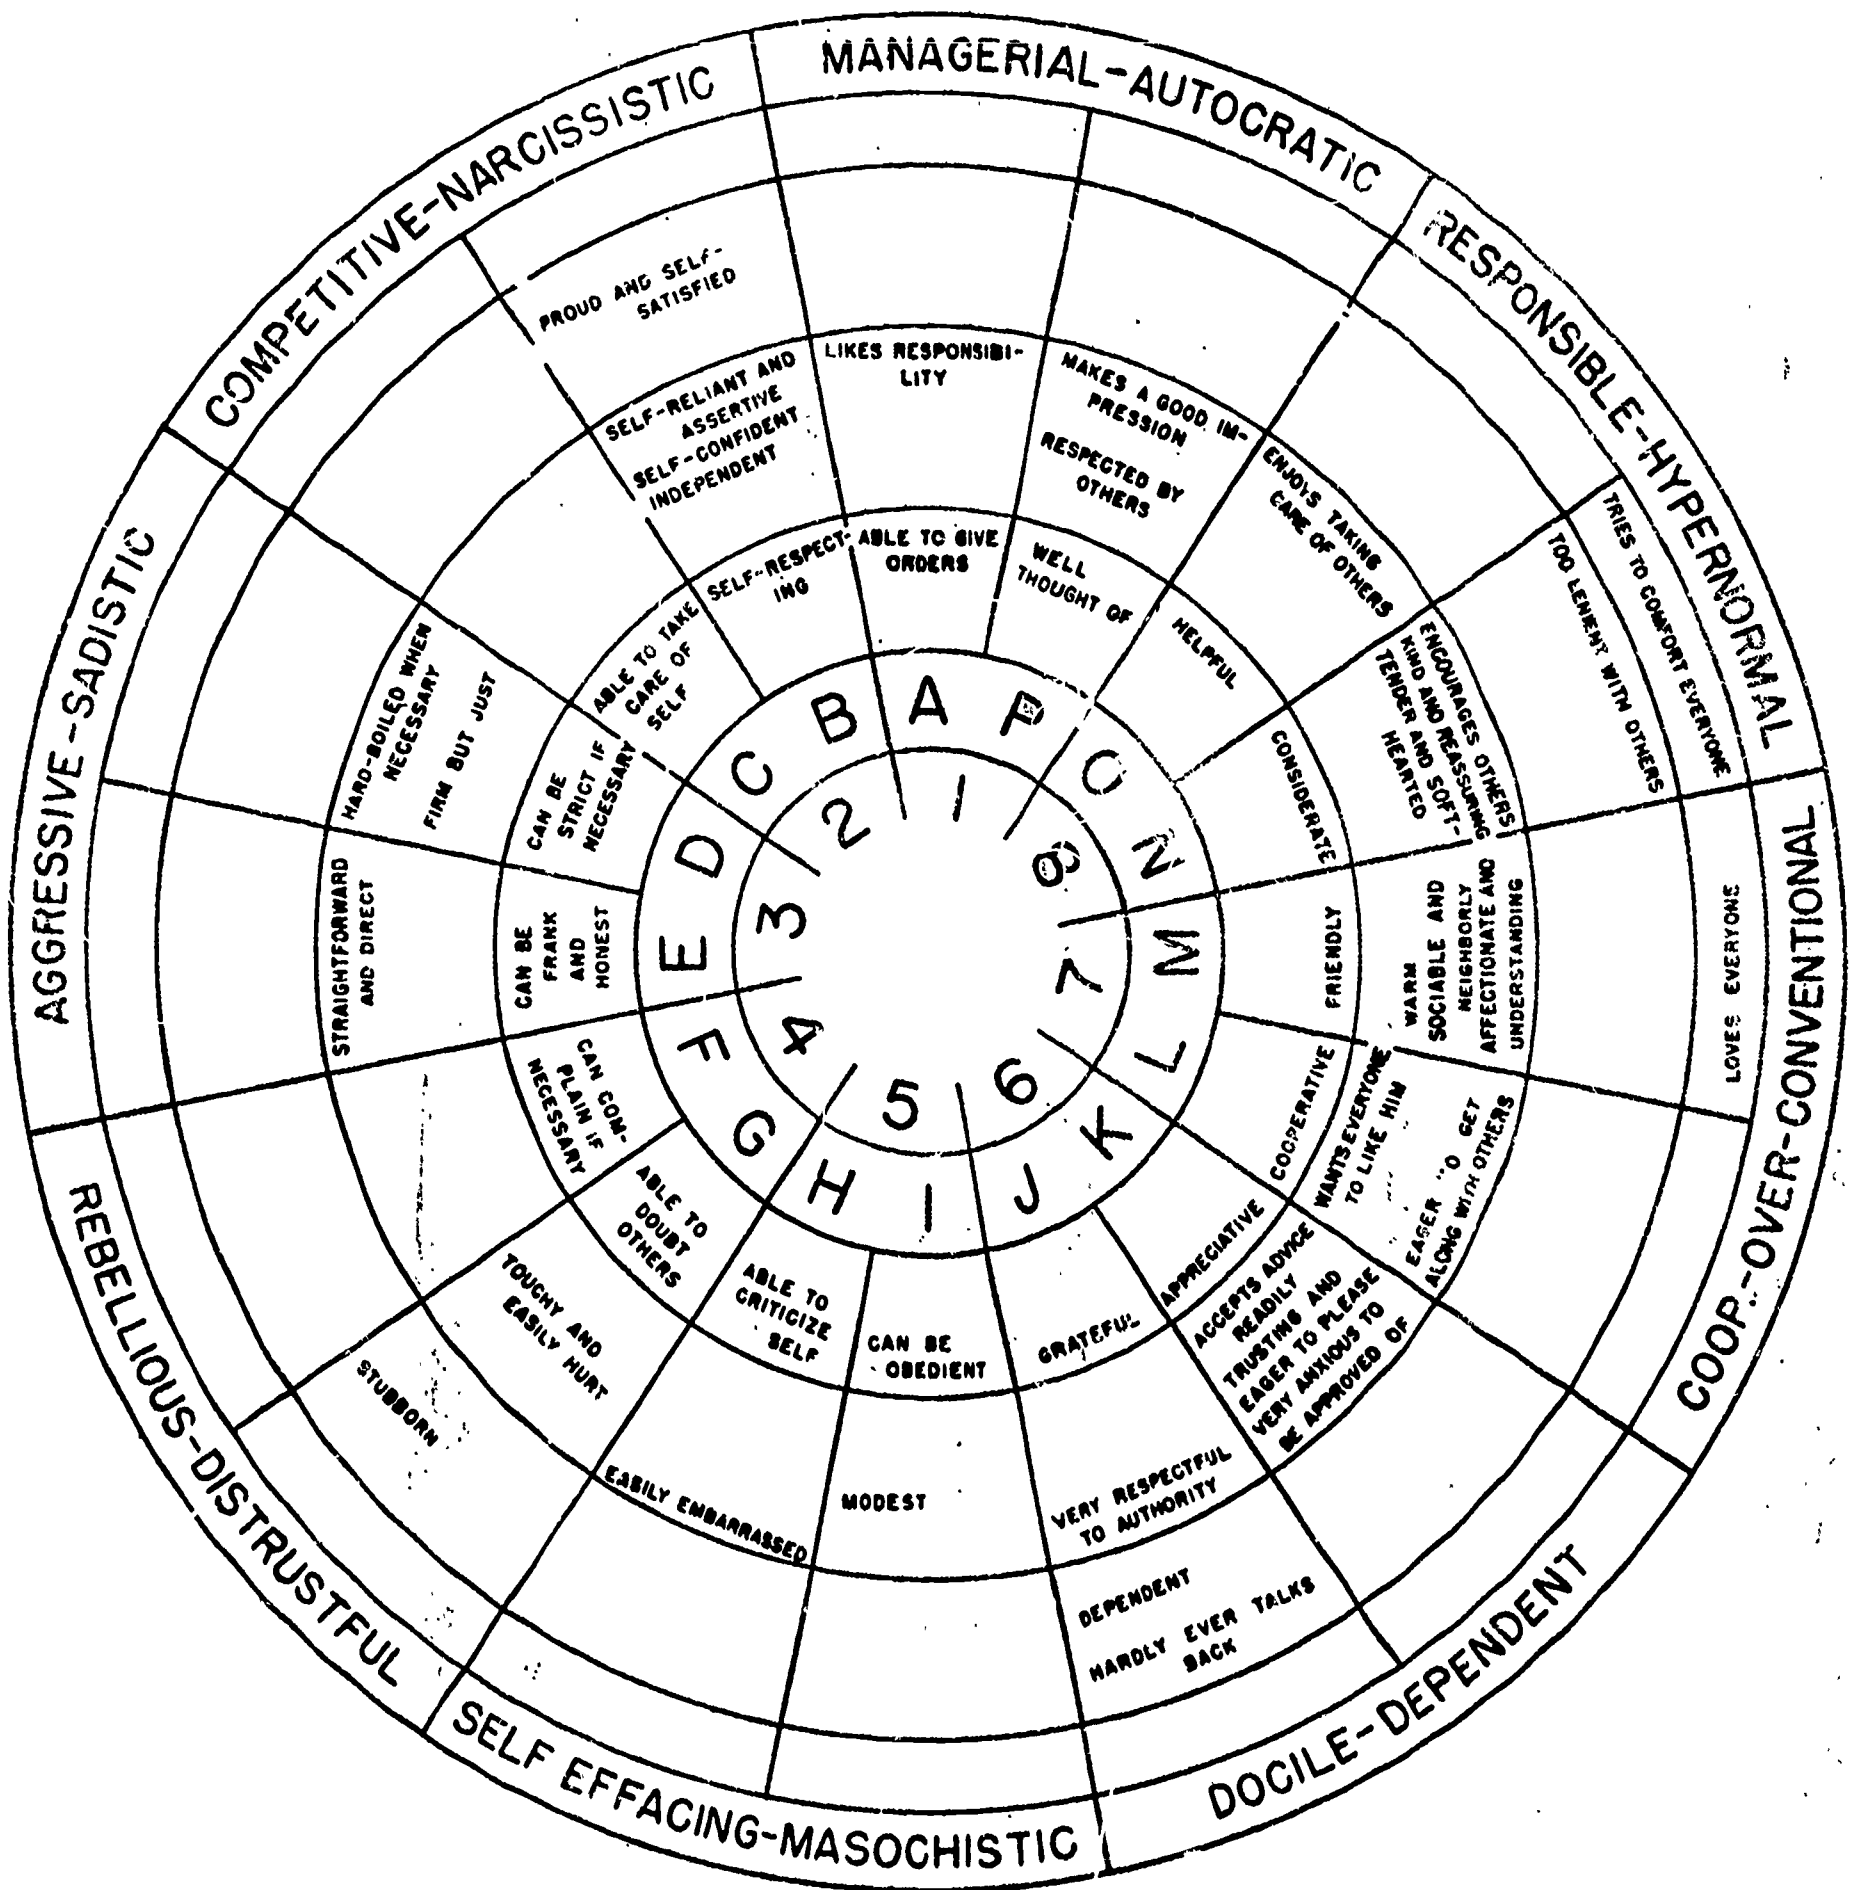 MANAGERIAL-AUTOCRATIC
RESPONSIBLE-HYPERNORMAL
COOP.-OVER-CONVENTIONAL
DOCILE-DEPENDENT
SELF EFFACING-MASOCHISTIC
REBELLIOUS-DISTRUSTFUL
AGGRESSIVE-SADISTIC
COMPETITIVE-NARCISSISTIC
PROUD AND SELF-
SATISFIED
SELF-RELIANT AND
ASSERTIVE
SELF-CONFIDENT
INDEPENDENT
SELF-RESPECT-
ING
LIKES RESPONSIBI-
LITY
ABLE TO GIVE
ORDERS
MAKES A GOOD IM-
PRESSION
RESPECTED BY
OTHERS
WELL
THOUGHT OF
ENJOYS TAKING
CARE OF OTHERS
HELPFUL
TRIES TO COMFORT EVERYONE
TOO LENIENT WITH OTHERS
ENCOURAGES OTHERS
KIND AND REASSURING
TENDER AND SOFT-
HEARTED
CONSIDERATE
LOVES EVERYONE
WARM
SOCIABLE AND
NEIGHBORLY
AFFECTIONATE AND
UNDERSTANDING
FRIENDLY
COOPERATIVE
WANTS EVERYONE
TO LIKE HIM
EAGER "O GET
ALONG WITH OTHERS
APPRECIATIVE
ACCEPTS ADVICE
READILY
TRUSTING AND
EAGER TO PLEASE
VERY ANXIOUS TO
BE APPROVED OF
GRATEFUL
VERY RESPECTFUL
TO AUTHORITY
DEPENDENT
HARDLY EVER TALKS
BACK
CAN BE
OBEDIENT
MODEST
ABLE TO
CRITICIZE
SELF
EASILY EMBARRASSED
ABLE TO
DOUBT
OTHERS
TOUCHY AND
EASILY HURT
STUBBORN
CAN COM-
PLAIN IF
NECESSARY
CAN BE
FRANK
AND
HONEST
STRAIGHTFORWARD
AND DIRECT
CAN BE
STRICT IF
NECESSARY
HARD-BOILED WHEN
NECESSARY
FIRM BUT JUST
ABLE TO TAKE
CARE OF
SELF
A
P
O
N
M
L
K
J
I
H
G
F
E
D
C
B
1
8
7
6
5
4
3
2